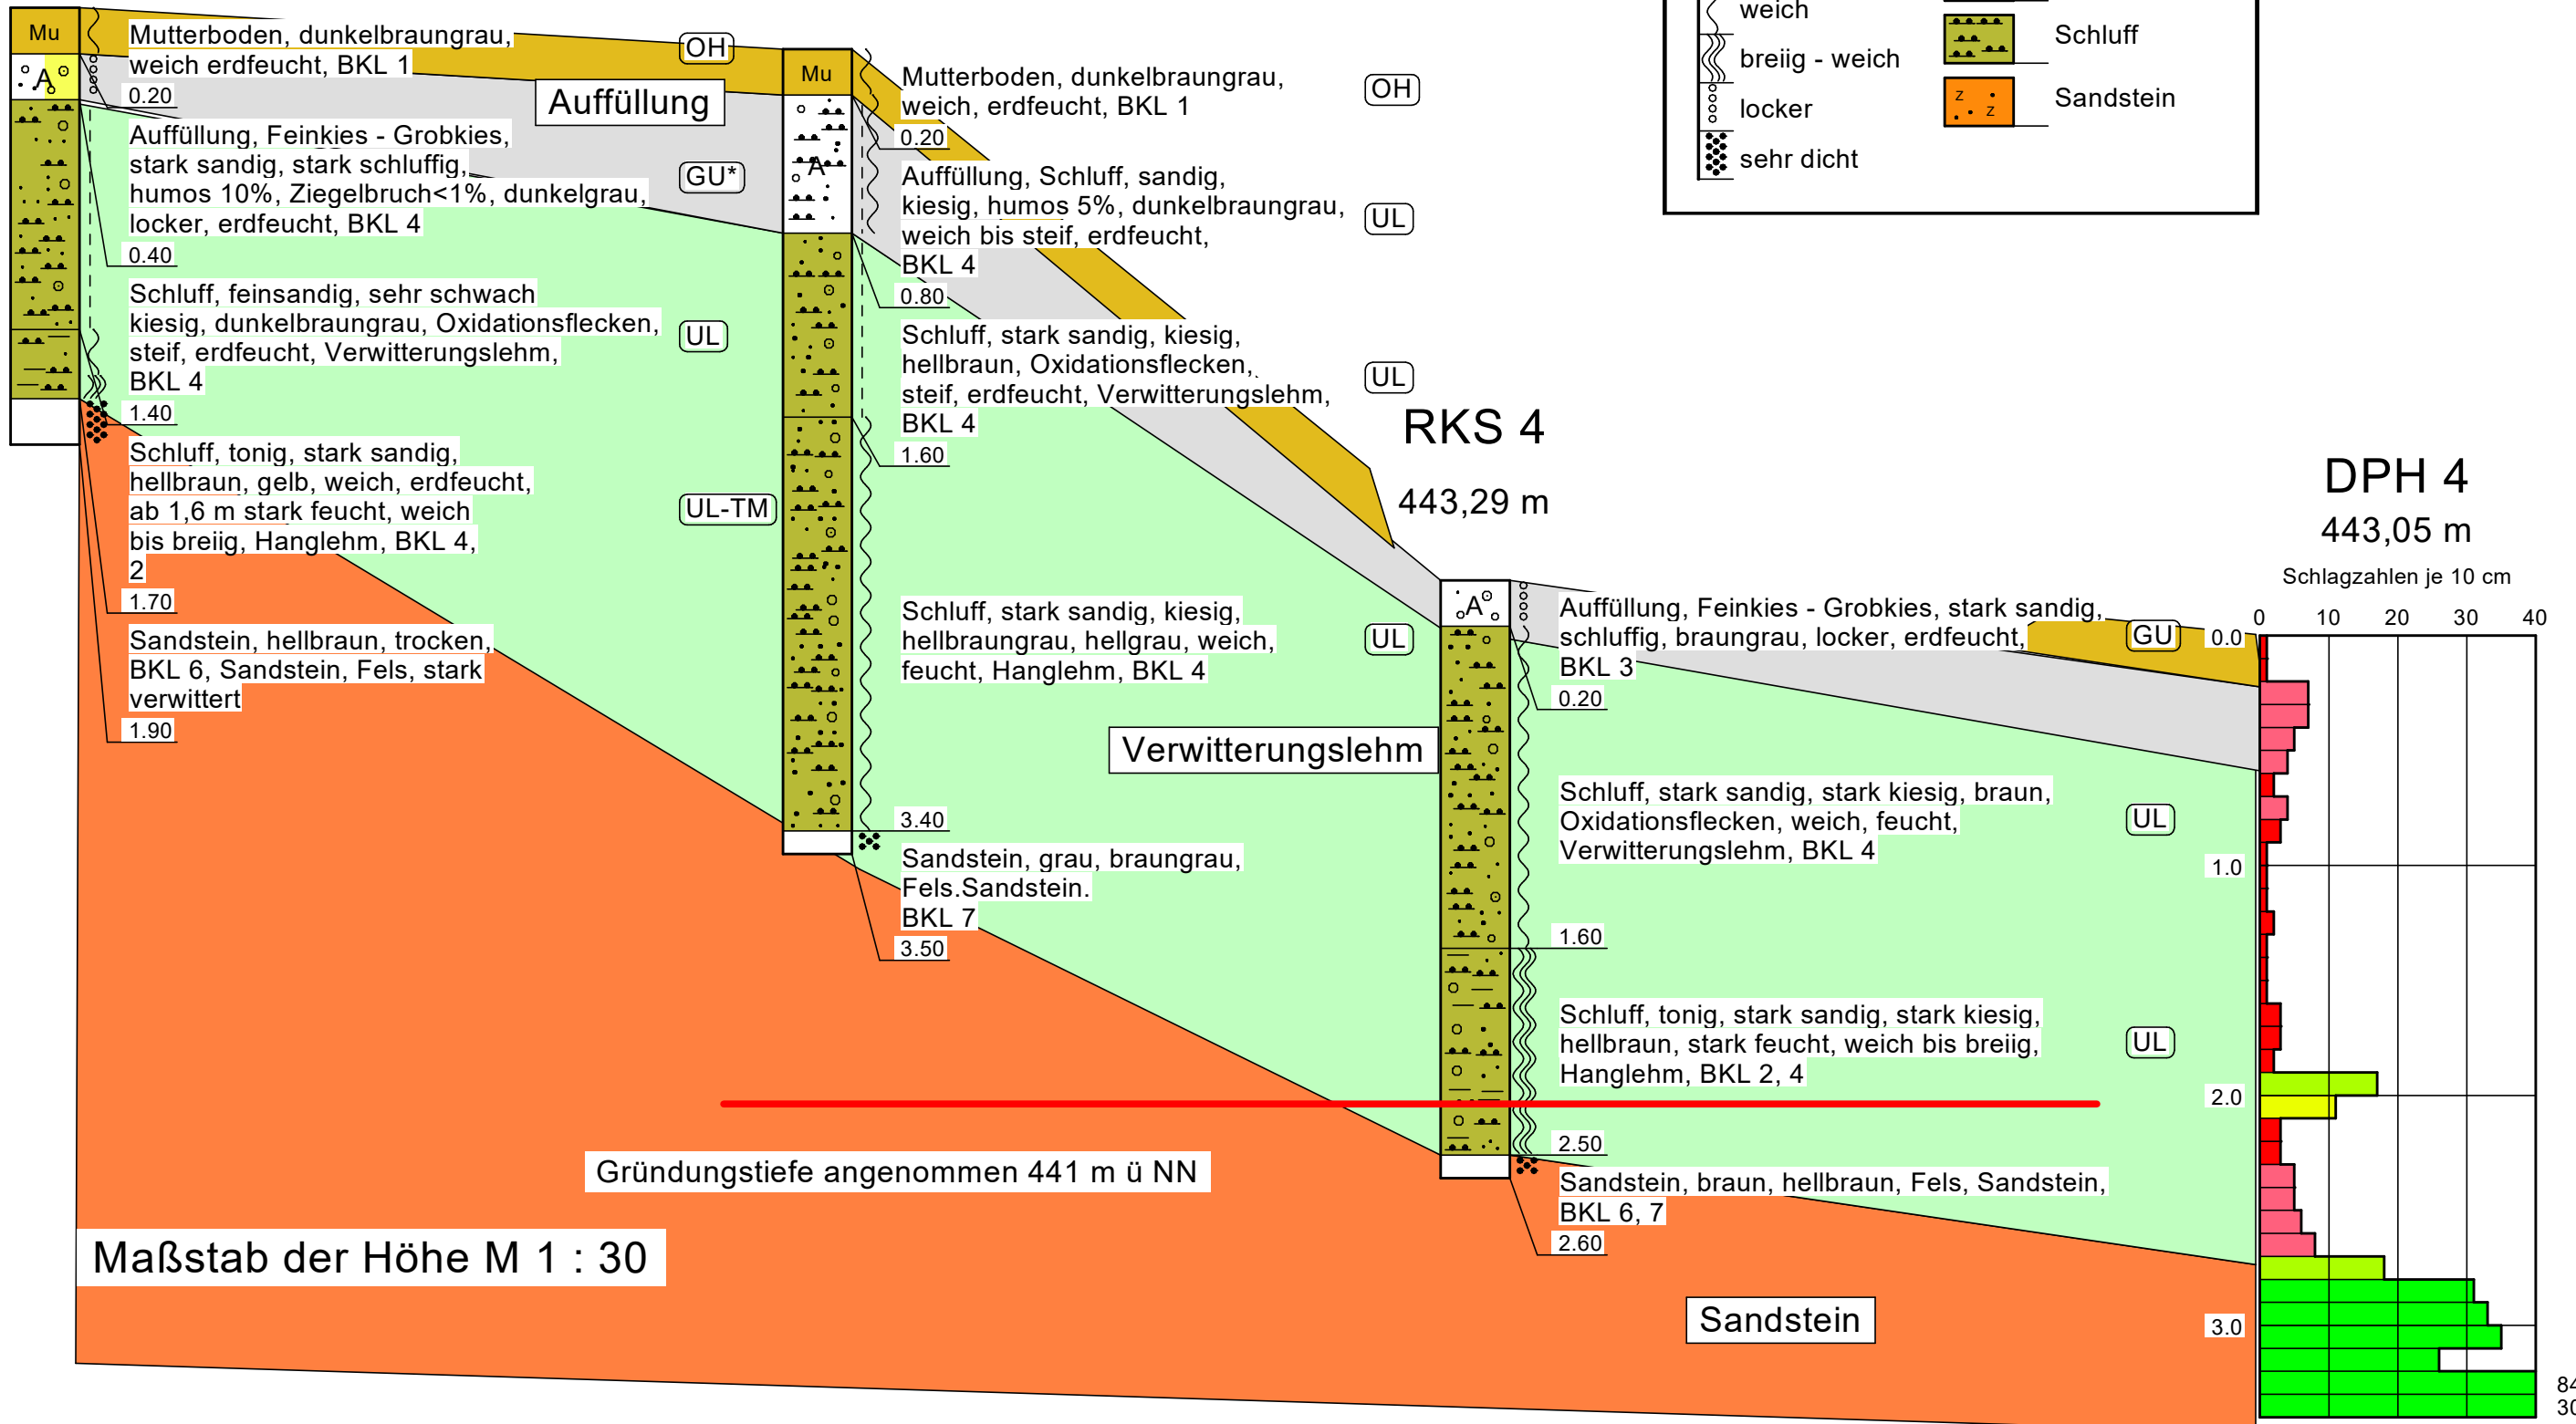 weich
breiig - weich
locker
sehr dicht
Schluff
Sandstein
z
z
Mu
A
Mutterboden, dunkelbraungrau,
weich erdfeucht, BKL 1
0.20
OH
Auffüllung, Feinkies - Grobkies,
stark sandig, stark schluffig,
humos 10%, Ziegelbruch<1%, dunkelgrau,
locker, erdfeucht, BKL 4
0.40
GU*
Schluff, feinsandig, sehr schwach
kiesig, dunkelbraungrau, Oxidationsflecken,
steif, erdfeucht, Verwitterungslehm,
BKL 4
1.40
UL
Schluff, tonig, stark sandig,
hellbraun, gelb, weich, erdfeucht,
ab 1,6 m stark feucht, weich
bis breiig, Hanglehm, BKL 4,
2
1.70
UL-TM
Sandstein, hellbraun, trocken,
BKL 6, Sandstein, Fels, stark
verwittert
1.90
Auffüllung
Mu
A
Mutterboden, dunkelbraungrau,
weich, erdfeucht, BKL 1
0.20
OH
Auffüllung, Schluff, sandig,
kiesig, humos 5%, dunkelbraungrau,
weich bis steif, erdfeucht,
BKL 4
0.80
UL
Schluff, stark sandig, kiesig,
hellbraun, Oxidationsflecken,
steif, erdfeucht, Verwitterungslehm,
BKL 4
1.60
UL
Schluff, stark sandig, kiesig,
hellbraungrau, hellgrau, weich,
feucht, Hanglehm, BKL 4
3.40
UL
Sandstein, grau, braungrau,
Fels.Sandstein.
BKL 7
3.50
Verwitterungslehm
RKS 4
443,29 m
A
Auffüllung, Feinkies - Grobkies, stark sandig,
schluffig, braungrau, locker, erdfeucht,
BKL 3
0.20
GU
Schluff, stark sandig, stark kiesig, braun,
Oxidationsflecken, weich, feucht,
Verwitterungslehm, BKL 4
1.60
UL
Schluff, tonig, stark sandig, stark kiesig,
hellbraun, stark feucht, weich bis breiig,
Hanglehm, BKL 2, 4
2.50
UL
Sandstein, braun, hellbraun, Fels, Sandstein,
BKL 6, 7
2.60
DPH 4
443,05 m
Schlagzahlen je 10 cm
0 10 20 30 40
0.0
1.0
2.0
3.0
84
30
Gründungstiefe angenommen 441 m ü NN
Maßstab der Höhe M 1 : 30
Sandstein